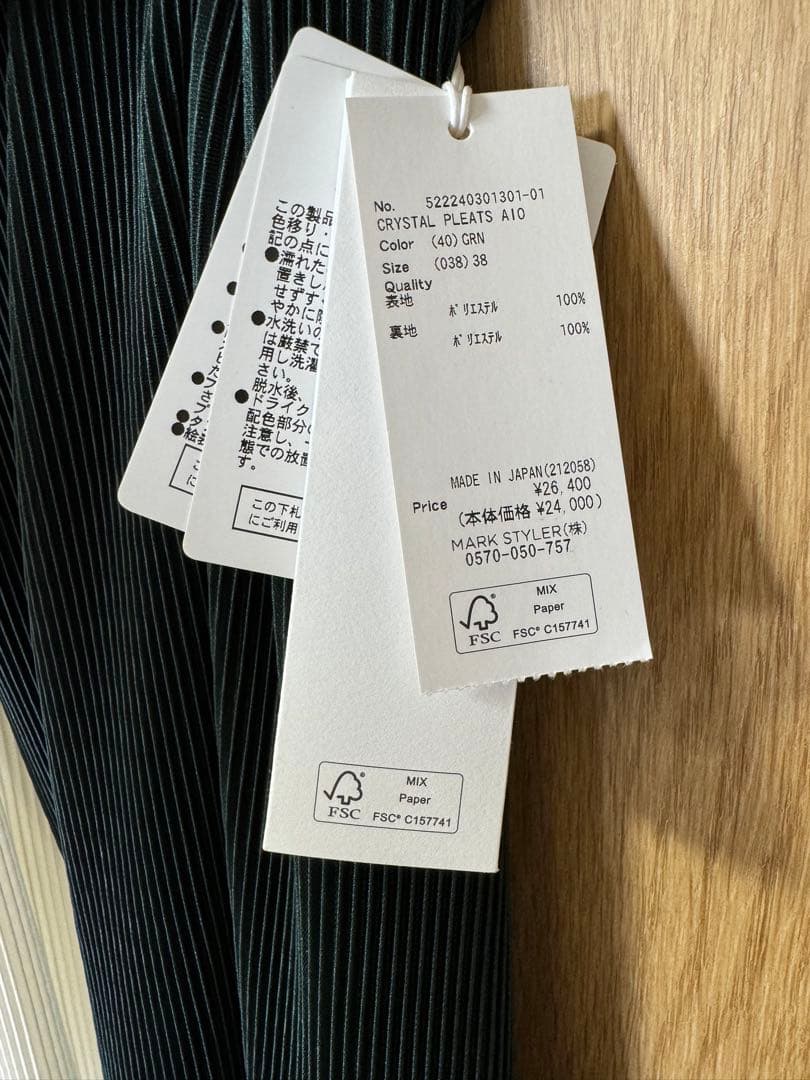 No. 522240301301-01
CRYSTAL PLEATS AIO
Color (40)GRN
Size (038)38
Quality
表地 ﾎﾟﾘｴｽﾃﾙ 100%
裏地 ﾎﾟﾘｴｽﾃﾙ 100%
MADE IN JAPAN(212058)
Price ¥26,400
(本体価格 ¥24,000)
MARK STYLER(株)
0570-050-757
MIX
Paper
FSC® C157741
FSC
MIX
Paper
FSC® C157741
FSC
この製品
色移り・に
記の点
●濡れた
置きし
せず
やかに
●水洗いの
は厳禁で
用し洗濯
さい。
脱水後、
●ドライク
配色部分の
注意し、
態での放置
す。
この下札
にご利用